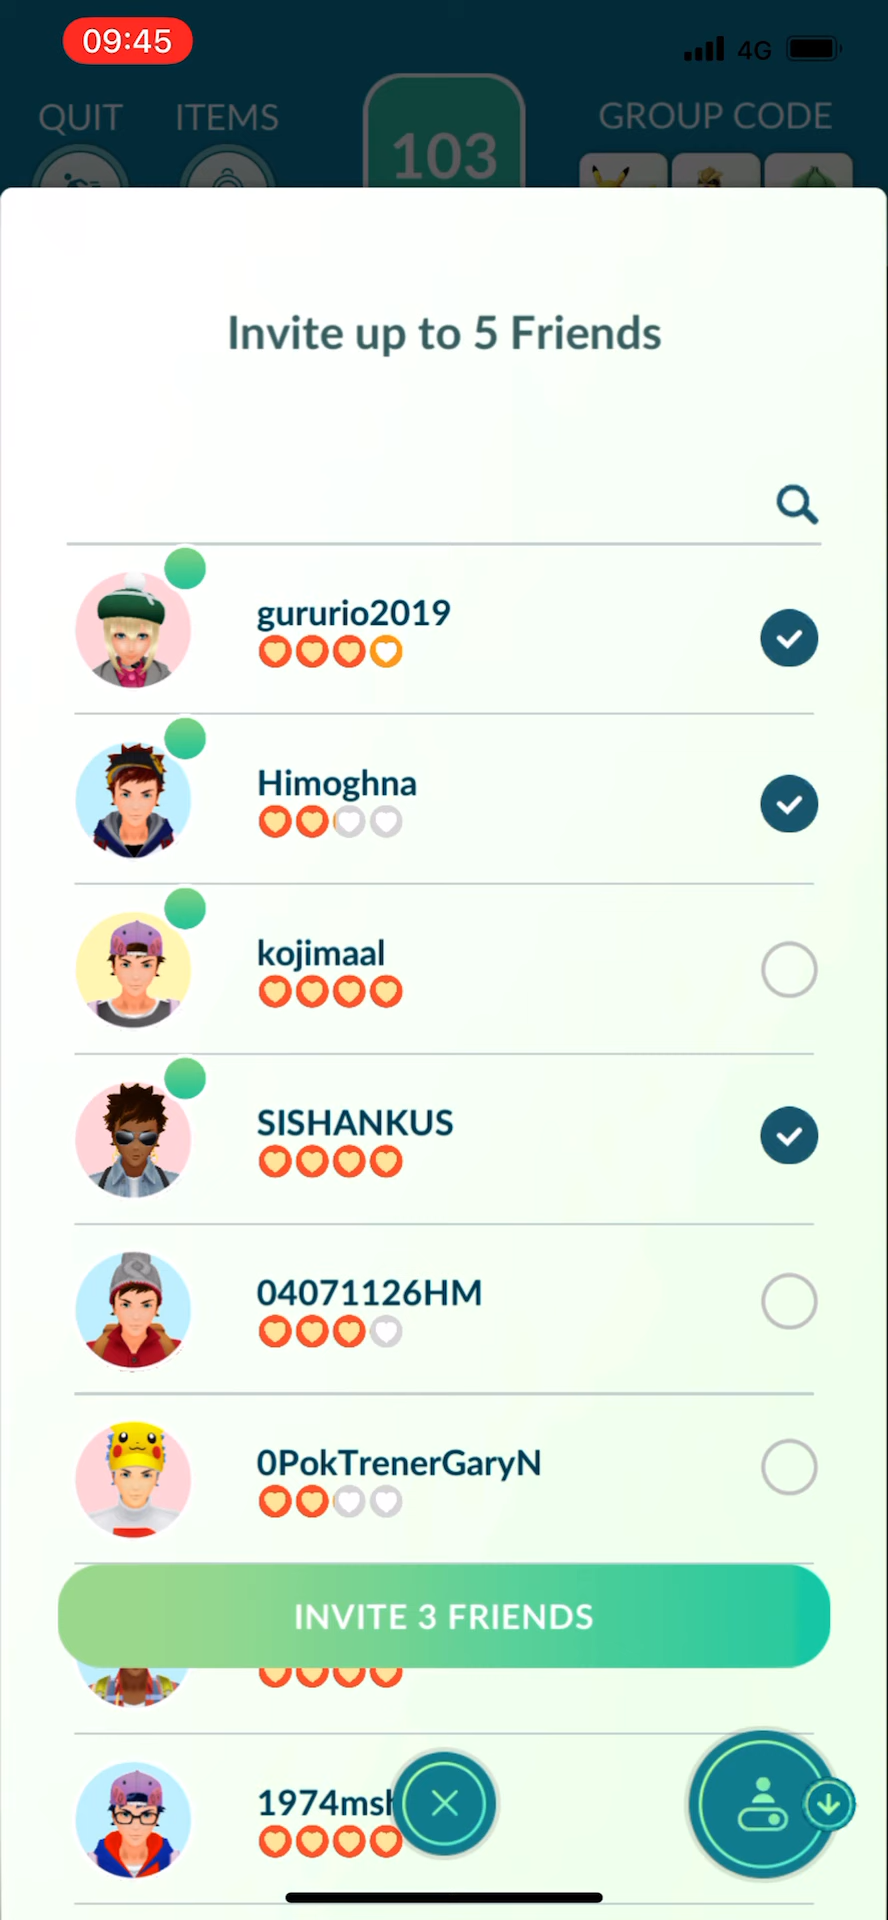 09:45
4G
QUIT ITEMS GROUP CODE
103
Invite up to 5 Friends
gururio2019
Himoghna
kojimaal
SISHANKUS
04071126HM
0PokTrenerGaryN
INVITE 3 FRIENDS